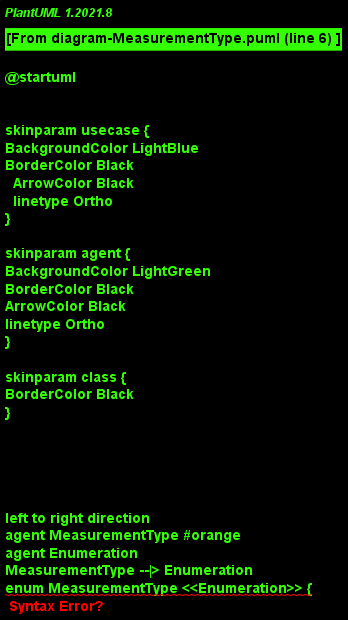 PlantUML 1.2021.8
[From diagram-MeasurementType.puml (line 6) ]
@startuml
skinparam usecase {
BackgroundColor LightBlue
BorderColor Black
ArrowColor Black
linetype Ortho
}
skinparam agent {
BackgroundColor LightGreen
BorderColor Black
ArrowColor Black
linetype Ortho
}
skinparam class {
BorderColor Black
}
left to right direction
agent MeasurementType #orange
agent Enumeration
MeasurementType --|> Enumeration
enum MeasurementType <<Enumeration>> {
Syntax Error?